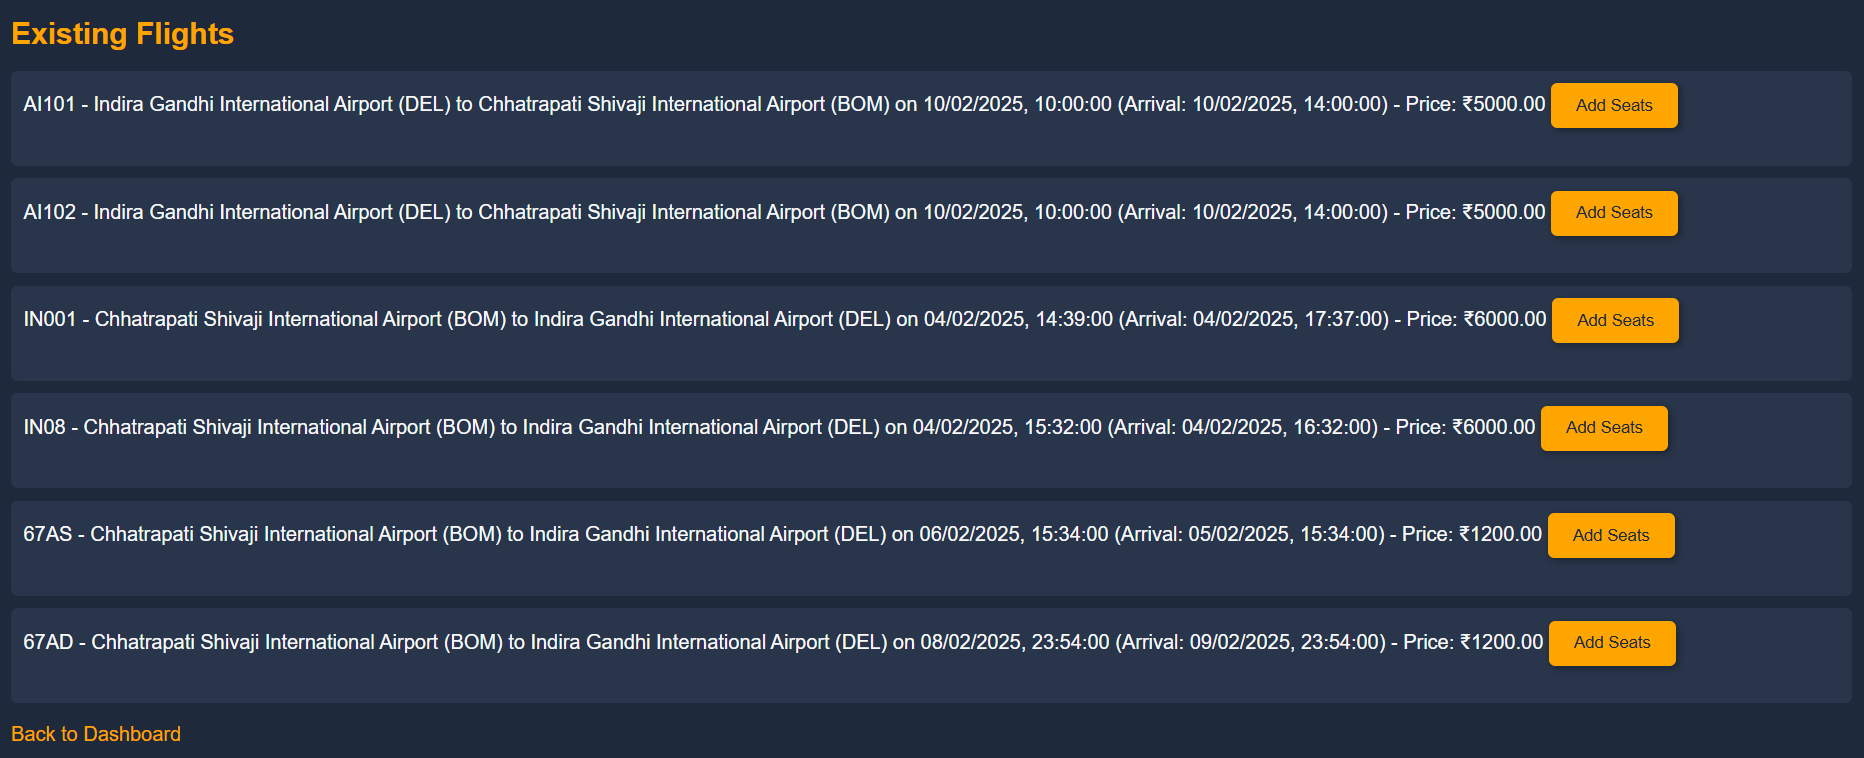 Existing Flights
AI101 - Indira Gandhi International Airport (DEL) to Chhatrapati Shivaji International Airport (BOM) on 10/02/2025, 10:00:00 (Arrival: 10/02/2025, 14:00:00) - Price: ₹5000.00 Add Seats
AI102 - Indira Gandhi International Airport (DEL) to Chhatrapati Shivaji International Airport (BOM) on 10/02/2025, 10:00:00 (Arrival: 10/02/2025, 14:00:00) - Price: ₹5000.00 Add Seats
IN001 - Chhatrapati Shivaji International Airport (BOM) to Indira Gandhi International Airport (DEL) on 04/02/2025, 14:39:00 (Arrival: 04/02/2025, 17:37:00) - Price: ₹6000.00 Add Seats
IN08 - Chhatrapati Shivaji International Airport (BOM) to Indira Gandhi International Airport (DEL) on 04/02/2025, 15:32:00 (Arrival: 04/02/2025, 16:32:00) - Price: ₹6000.00 Add Seats
67AS - Chhatrapati Shivaji International Airport (BOM) to Indira Gandhi International Airport (DEL) on 06/02/2025, 15:34:00 (Arrival: 05/02/2025, 15:34:00) - Price: ₹1200.00 Add Seats
67AD - Chhatrapati Shivaji International Airport (BOM) to Indira Gandhi International Airport (DEL) on 08/02/2025, 23:54:00 (Arrival: 09/02/2025, 23:54:00) - Price: ₹1200.00 Add Seats
Back to Dashboard